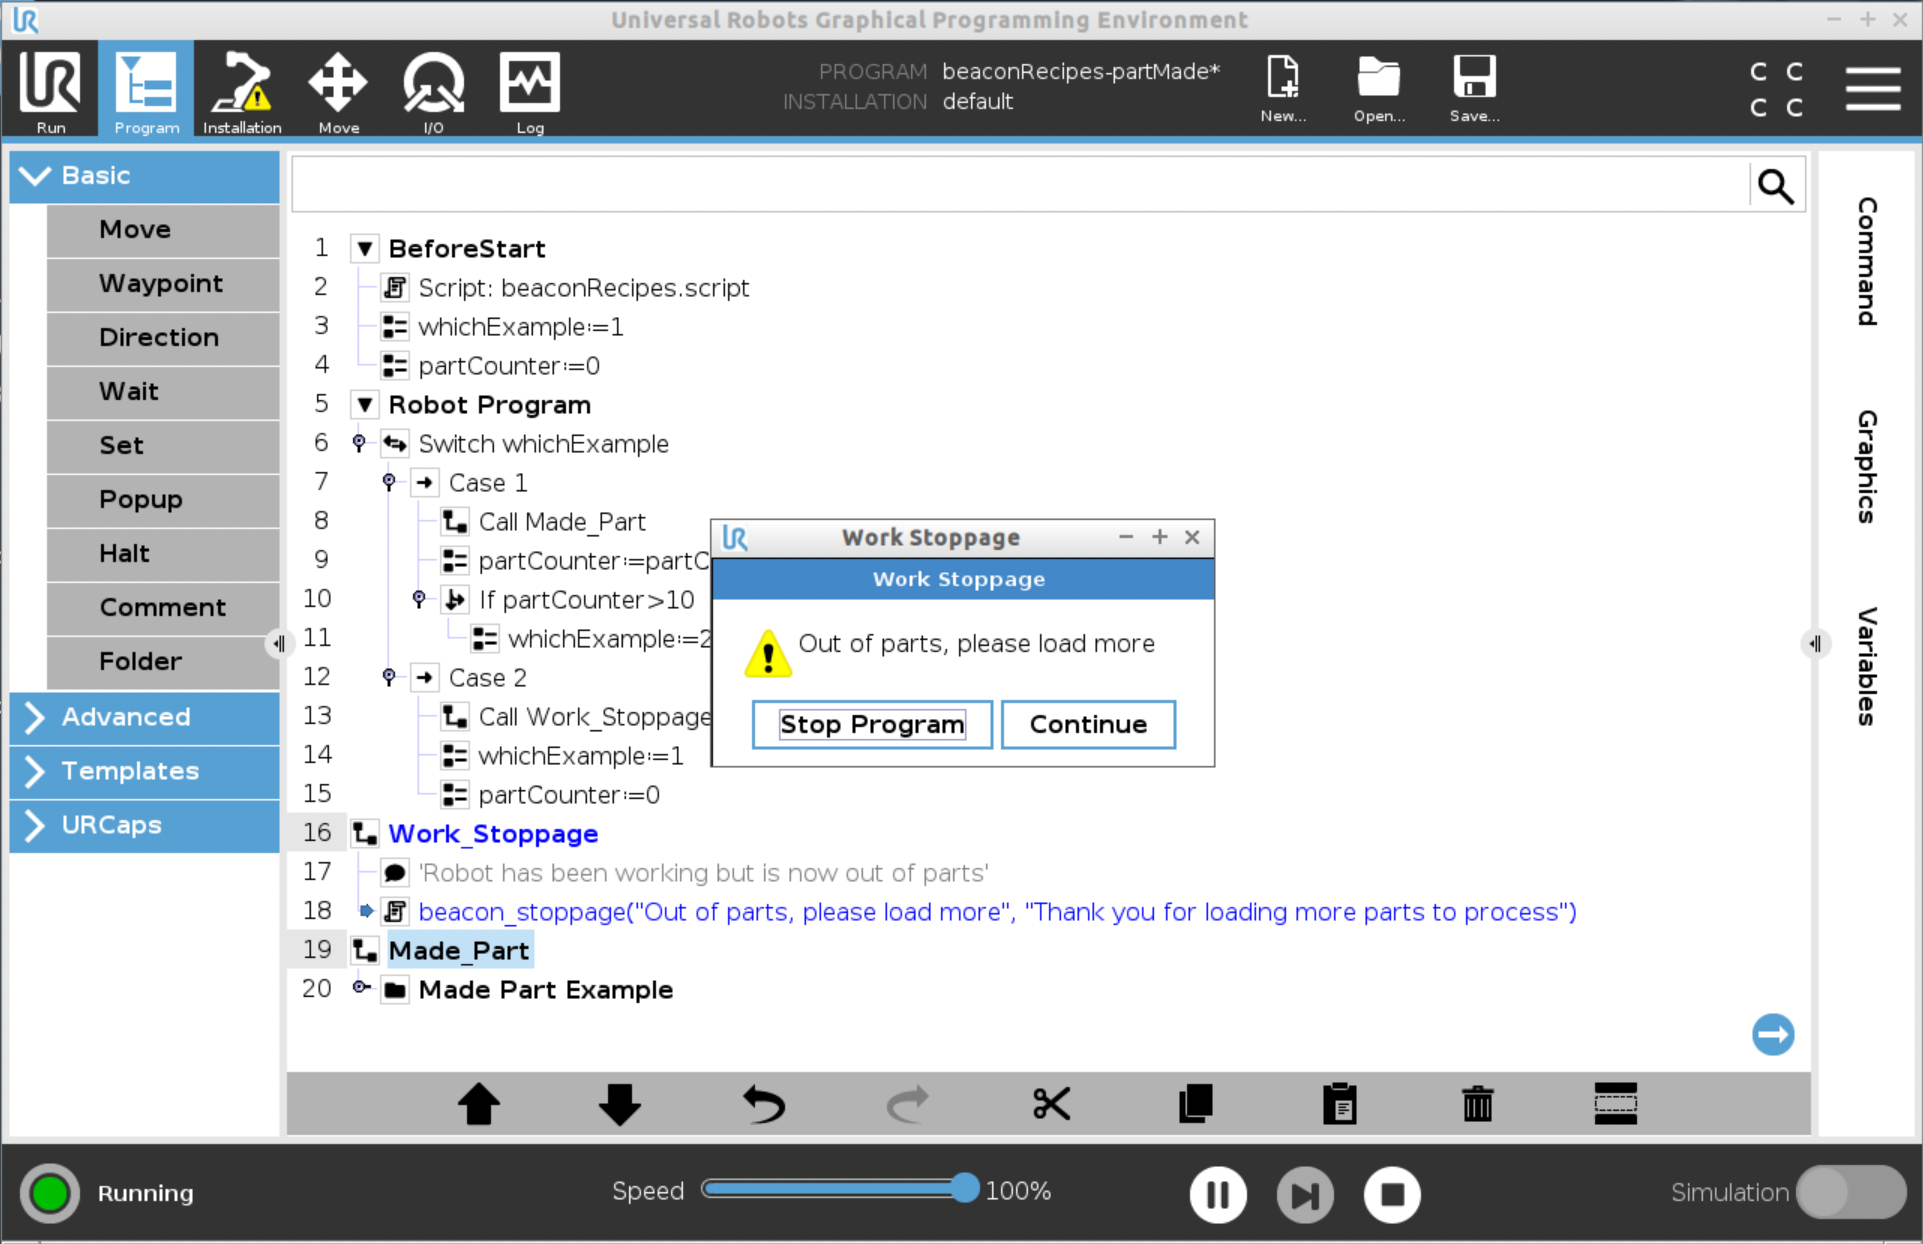 UR Universal Robots Graphical Programming Environment
PROGRAM beaconRecipes-partMade*
INSTALLATION default
C C
C C
Run Program Installation Move I/O Log New... Open... Save...
Basic
Move
Waypoint
Direction
Wait
Set
Popup
Halt
Comment
Folder
Advanced
Templates
URCaps
1 BeforeStart
2 Script: beaconRecipes.script
3 whichExample:=1
4 partCounter:=0
5 Robot Program
6 Switch whichExample
7 Case 1
8 Call Made_Part
9 partCounter:=partC
10 If partCounter>10
11 whichExample:=2
12 Case 2
13 Call Work_Stoppage
14 whichExample:=1
15 partCounter:=0
16 Work_Stoppage
17 'Robot has been working but is now out of parts'
18 beacon_stoppage("Out of parts, please load more", "Thank you for loading more parts to process")
19 Made_Part
20 Made Part Example
UR Work Stoppage
Work Stoppage
Out of parts, please load more
Stop Program Continue
Command
Graphics
Variables
Running Speed 100% Simulation